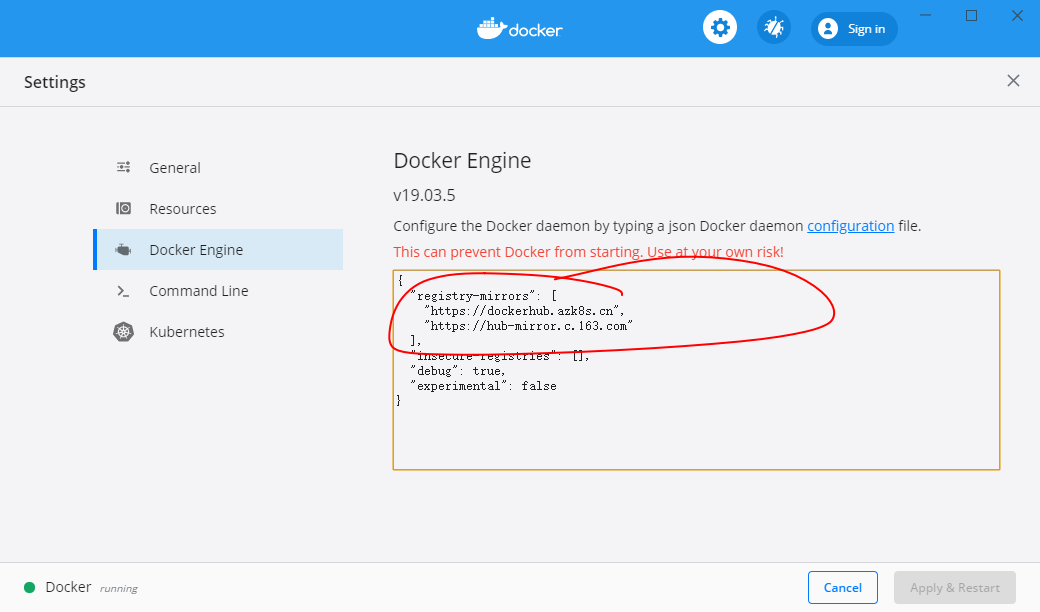 docker
Sign in
Settings
General
Resources
Docker Engine
Command Line
Kubernetes
Docker Engine
v19.03.5
Configure the Docker daemon by typing a json Docker daemon configuration file.
This can prevent Docker from starting. Use at your own risk!
{
  "registry-mirrors": [
    "https://dockerhub.azk8s.cn",
    "https://hub-mirror.c.163.com"
  ],
  "insecure-registries": [],
  "debug": true,
  "experimental": false
}
Docker running
Cancel
Apply & Restart